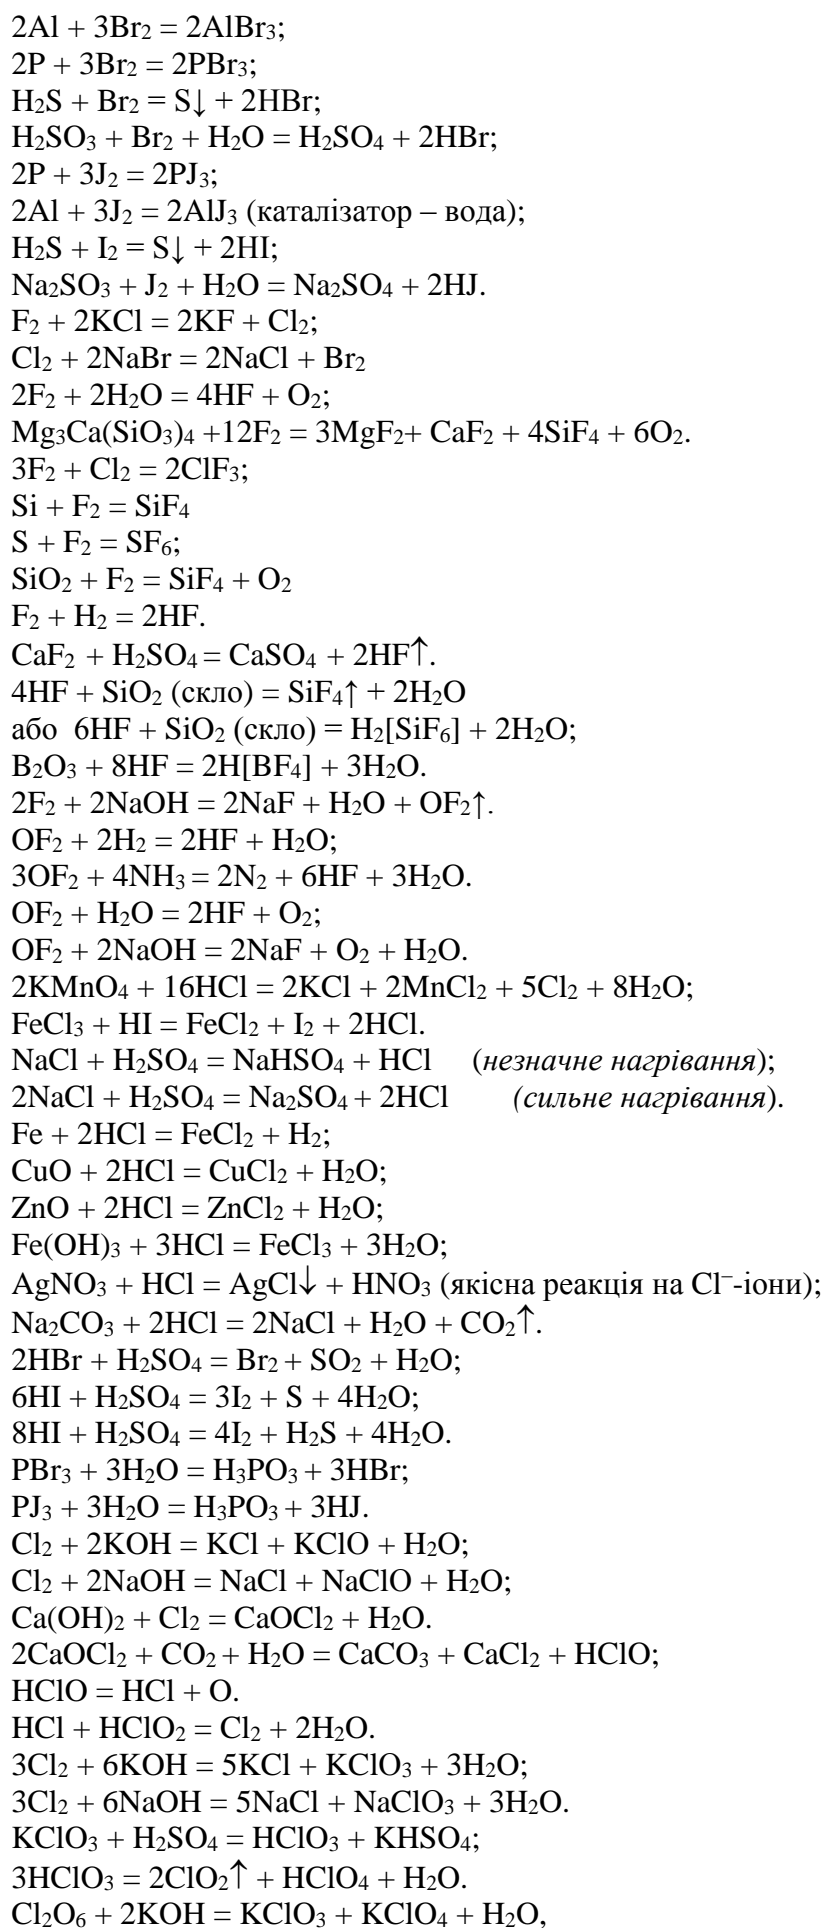 2Al + 3Br₂ = 2AlBr₃;
2P + 3Br₂ = 2PBr₃;
H₂S + Br₂ = S↓ + 2HBr;
H₂SO₃ + Br₂ + H₂O = H₂SO₄ + 2HBr;
2P + 3J₂ = 2PJ₃;
2Al + 3J₂ = 2AlJ₃ (каталізатор – вода);
H₂S + I₂ = S↓ + 2HI;
Na₂SO₃ + J₂ + H₂O = Na₂SO₄ + 2HJ.
F₂ + 2KCl = 2KF + Cl₂;
Cl₂ + 2NaBr = 2NaCl + Br₂
2F₂ + 2H₂O = 4HF + O₂;
Mg₃Ca(SiO₃)₄ +12F₂ = 3MgF₂+ CaF₂ + 4SiF₄ + 6O₂.
3F₂ + Cl₂ = 2ClF₃;
Si + F₂ = SiF₄
S + F₂ = SF₆;
SiO₂ + F₂ = SiF₄ + O₂
F₂ + H₂ = 2HF.
CaF₂ + H₂SO₄ = CaSO₄ + 2HF↑.
4HF + SiO₂ (скло) = SiF₄↑ + 2H₂O
або 6HF + SiO₂ (скло) = H₂[SiF₆] + 2H₂O;
B₂O₃ + 8HF = 2H[BF₄] + 3H₂O.
2F₂ + 2NaOH = 2NaF + H₂O + OF₂↑.
OF₂ + 2H₂ = 2HF + H₂O;
3OF₂ + 4NH₃ = 2N₂ + 6HF + 3H₂O.
OF₂ + H₂O = 2HF + O₂;
OF₂ + 2NaOH = 2NaF + O₂ + H₂O.
2KMnO₄ + 16HCl = 2KCl + 2MnCl₂ + 5Cl₂ + 8H₂O;
FeCl₃ + HI = FeCl₂ + I₂ + 2HCl.
NaCl + H₂SO₄ = NaHSO₄ + HCl (незначне нагрівання);
2NaCl + H₂SO₄ = Na₂SO₄ + 2HCl (сильне нагрівання).
Fe + 2HCl = FeCl₂ + H₂;
CuO + 2HCl = CuCl₂ + H₂O;
ZnO + 2HCl = ZnCl₂ + H₂O;
Fe(OH)₃ + 3HCl = FeCl₃ + 3H₂O;
AgNO₃ + HCl = AgCl↓ + HNO₃ (якісна реакція на Cl⁻-іони);
Na₂CO₃ + 2HCl = 2NaCl + H₂O + CO₂↑.
2HBr + H₂SO₄ = Br₂ + SO₂ + H₂O;
6HI + H₂SO₄ = 3I₂ + S + 4H₂O;
8HI + H₂SO₄ = 4I₂ + H₂S + 4H₂O.
PBr₃ + 3H₂O = H₃PO₃ + 3HBr;
PJ₃ + 3H₂O = H₃PO₃ + 3HJ.
Cl₂ + 2KOH = KCl + KClO + H₂O;
Cl₂ + 2NaOH = NaCl + NaClO + H₂O;
Ca(OH)₂ + Cl₂ = CaOCl₂ + H₂O.
2CaOCl₂ + CO₂ + H₂O = CaCO₃ + CaCl₂ + HClO;
HClO = HCl + O.
HCl + HClO₂ = Cl₂ + 2H₂O.
3Cl₂ + 6KOH = 5KCl + KClO₃ + 3H₂O;
3Cl₂ + 6NaOH = 5NaCl + NaClO₃ + 3H₂O.
KClO₃ + H₂SO₄ = HClO₃ + KHSO₄;
3HClO₃ = 2ClO₂↑ + HClO₄ + H₂O.
Cl₂O₆ + 2KOH = KClO₃ + KClO₄ + H₂O,